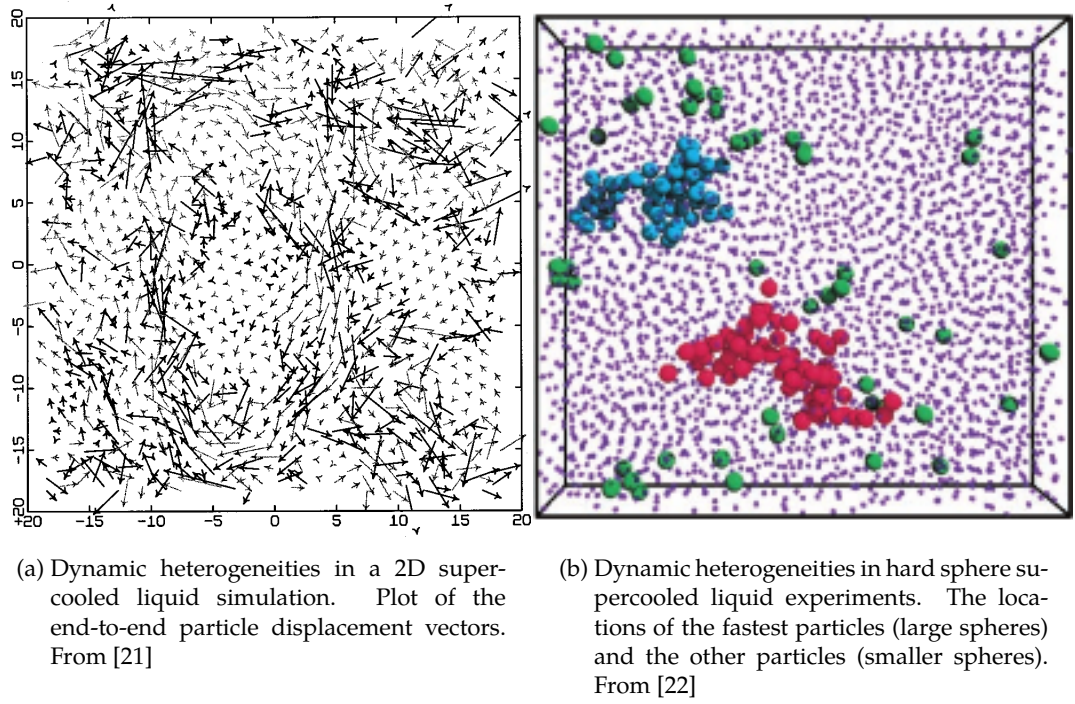 20
15
10
5
0
−5
−10
−15
−20
+20 −15 −10 −5 0 5 10 15 20
(a) Dynamic heterogeneities in a 2D super-
cooled liquid simulation. Plot of the
end-to-end particle displacement vectors.
From [21]
(b) Dynamic heterogeneities in hard sphere su-
percooled liquid experiments. The loca-
tions of the fastest particles (large spheres)
and the other particles (smaller spheres).
From [22]